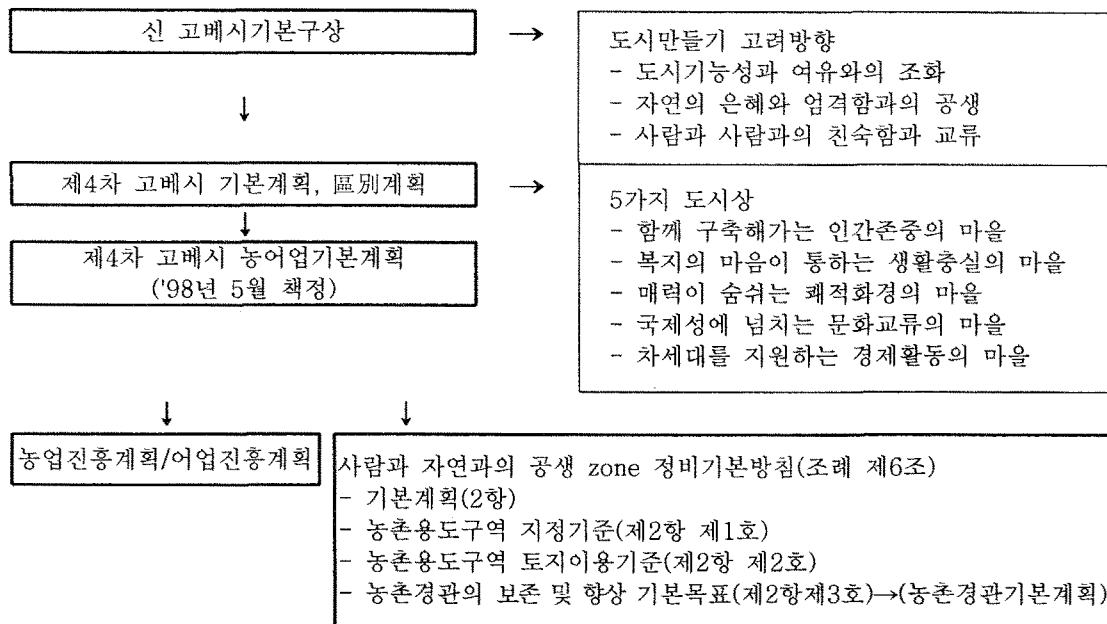 신 고베시기본구상
→
도시만들기 고려방향
- 도시기능성과 여유와의 조화
- 자연의 은혜와 엄격함과의 공생
- 사람과 사람과의 친숙함과 교류
↓
제4차 고베시 기본계획, 區別계획
→
5가지 도시상
- 함께 구축해가는 인간존중의 마을
- 복지의 마음이 통하는 생활충실의 마을
- 매력이 숨쉬는 쾌적화경의 마을
- 국제성에 넘치는 문화교류의 마을
- 차세대를 지원하는 경제활동의 마을
↓
제4차 고베시 농어업기본계획
('98년 5월 책정)
↓ ↓
농업진흥계획/어업진흥계획
사람과 자연과의 공생 zone 정비기본방침(조례 제6조)
- 기본계획(2항)
- 농촌용도구역 지정기준(제2항 제1호)
- 농촌용도구역 토지이용기준(제2항 제2호)
- 농촌경관의 보존 및 향상 기본목표(제2항제3호)→(농촌경관기본계획)